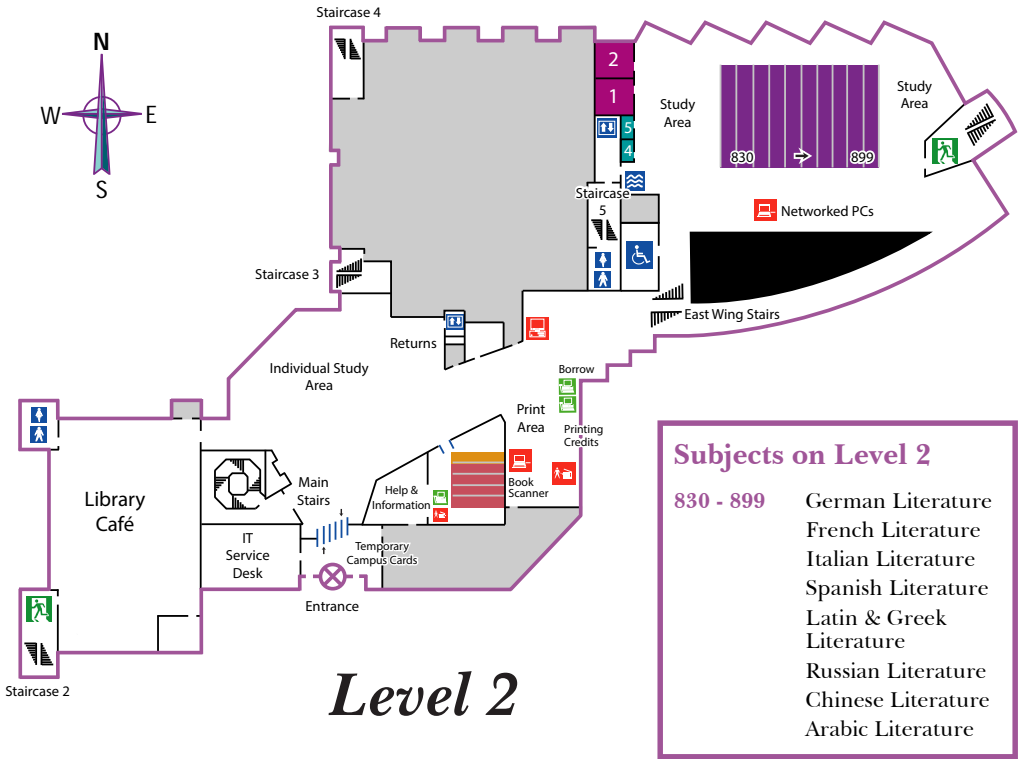 Staircase 4
N
W
E
S
2
1
5
4
Study
Area
Study
Area
830
899
Staircase
5
Networked PCs
Staircase 3
East Wing Stairs
Returns
Individual Study
Area
Borrow
Print
Area
Printing
Credits
Book
Scanner
Help &
Information
Main
Stairs
Library
Café
IT
Service
Desk
Temporary
Campus Cards
Entrance
Staircase 2
Level 2
Subjects on Level 2
830 - 899
German Literature
French Literature
Italian Literature
Spanish Literature
Latin & Greek
Literature
Russian Literature
Chinese Literature
Arabic Literature